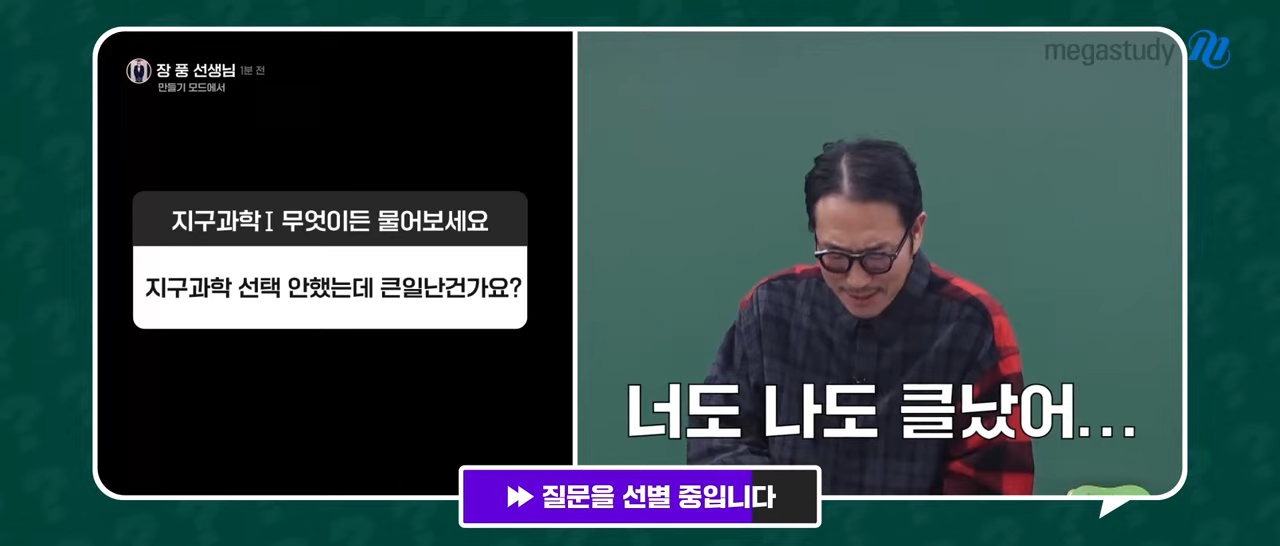 장 풍 선생님 1분 전
만들기 모드에서
지구과학Ⅰ 무엇이든 물어보세요
지구과학 선택 안했는데 큰일난건가요?
megastudy
너도 나도 클났어...
질문을 선별 중입니다